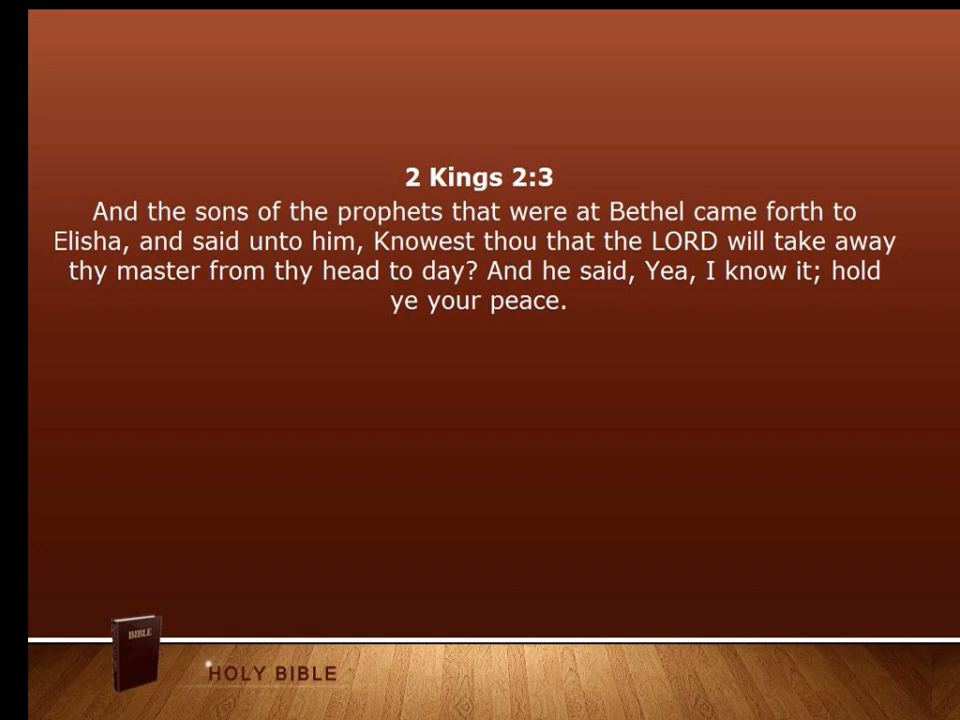 2 Kings 2:3
And the sons of the prophets that were at Bethel came forth to
Elisha, and said unto him, Knowest thou that the LORD will take away
thy master from thy head to day? And he said, Yea, I know it; hold
ye your peace.
BIBLE
HOLY BIBLE